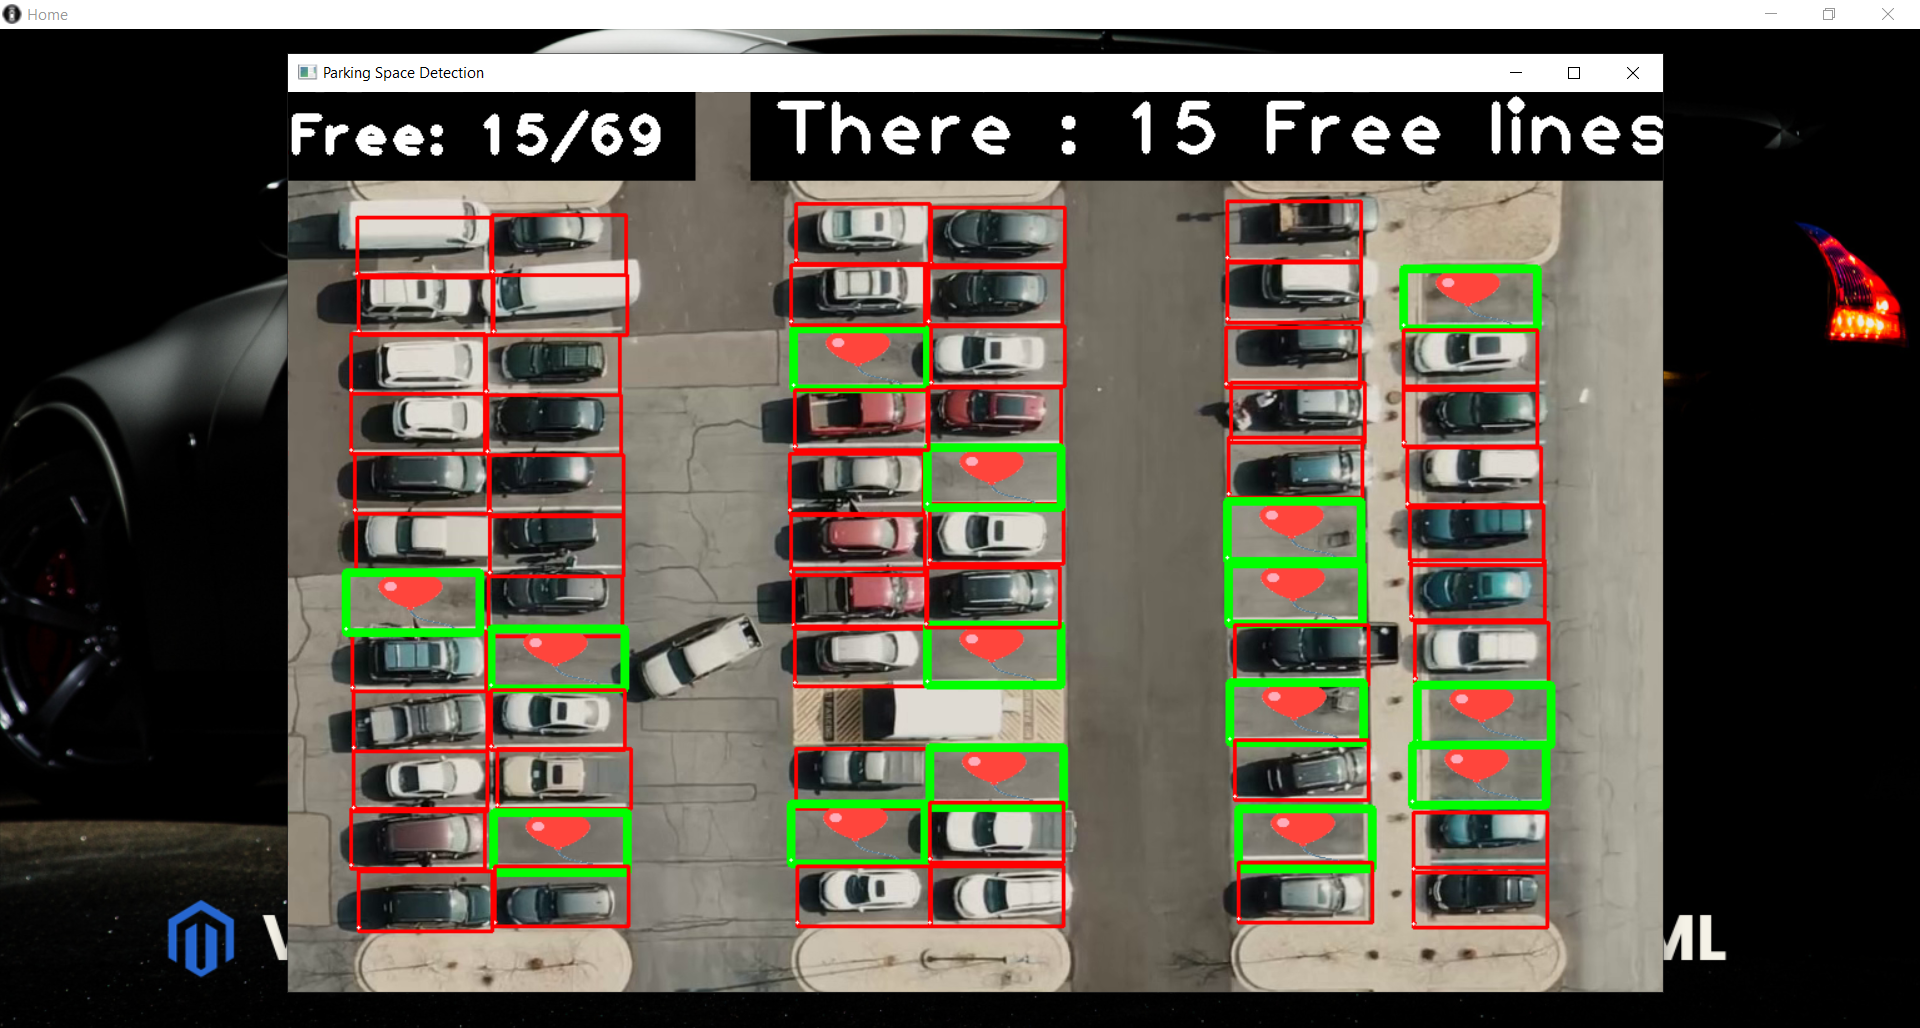 Home
Parking Space Detection
Free: 15/69
There : 15 Free lines
V
ML